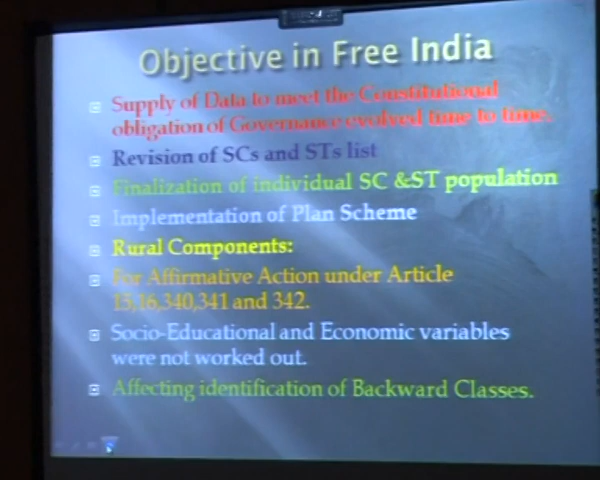 Objective in Free India
Supply of Data to meet the Constitutional
obligation of Governance evolved time to time.
Revision of SCs and STs list
Finalization of individual SC &ST population
Implementation of Plan Scheme
Rural Components:
For Affirmative Action under Article
15,16,340,341 and 342.
Socio-Educational and Economic variables
were not worked out.
Affecting identification of Backward Classes.